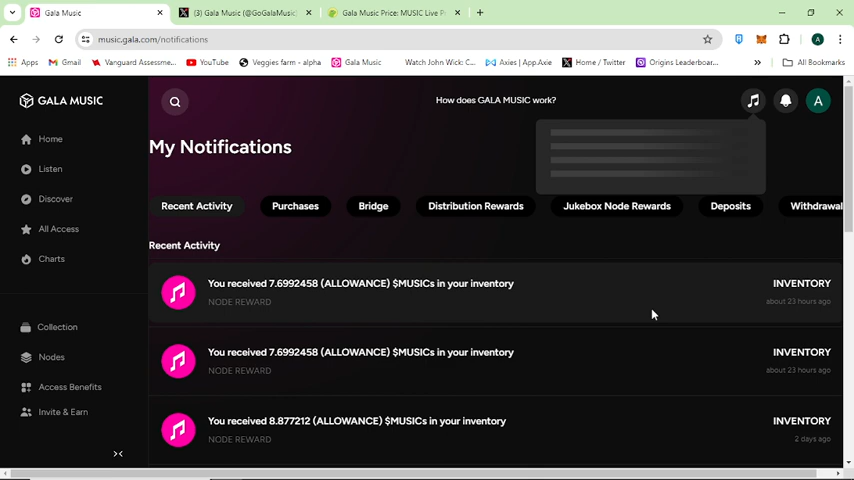 Gala Music
(3) Gala Music (@GoGalaMusic)
Gala Music Price: MUSIC Live P
music.gala.com/notifications
A
Apps
Gmail
Vanguard Assessme...
YouTube
Veggies farm - alpha
Gala Music
Watch John Wick: C...
Axies | App.Axie
Home / Twitter
Origins Leaderboar...
All Bookmarks
GALA MUSIC
How does GALA MUSIC work?
A
Home
Listen
Discover
All Access
Charts
Collection
Nodes
Access Benefits
Invite & Earn
My Notifications
Recent Activity
Purchases
Bridge
Distribution Rewards
Jukebox Node Rewards
Deposits
Withdrawal
Recent Activity
You received 7.6992458 (ALLOWANCE) $MUSICs in your inventory
INVENTORY
NODE REWARD
about 23 hours ago
You received 7.6992458 (ALLOWANCE) $MUSICs in your inventory
INVENTORY
NODE REWARD
about 23 hours ago
You received 8.877212 (ALLOWANCE) $MUSICs in your inventory
INVENTORY
NODE REWARD
2 days ago